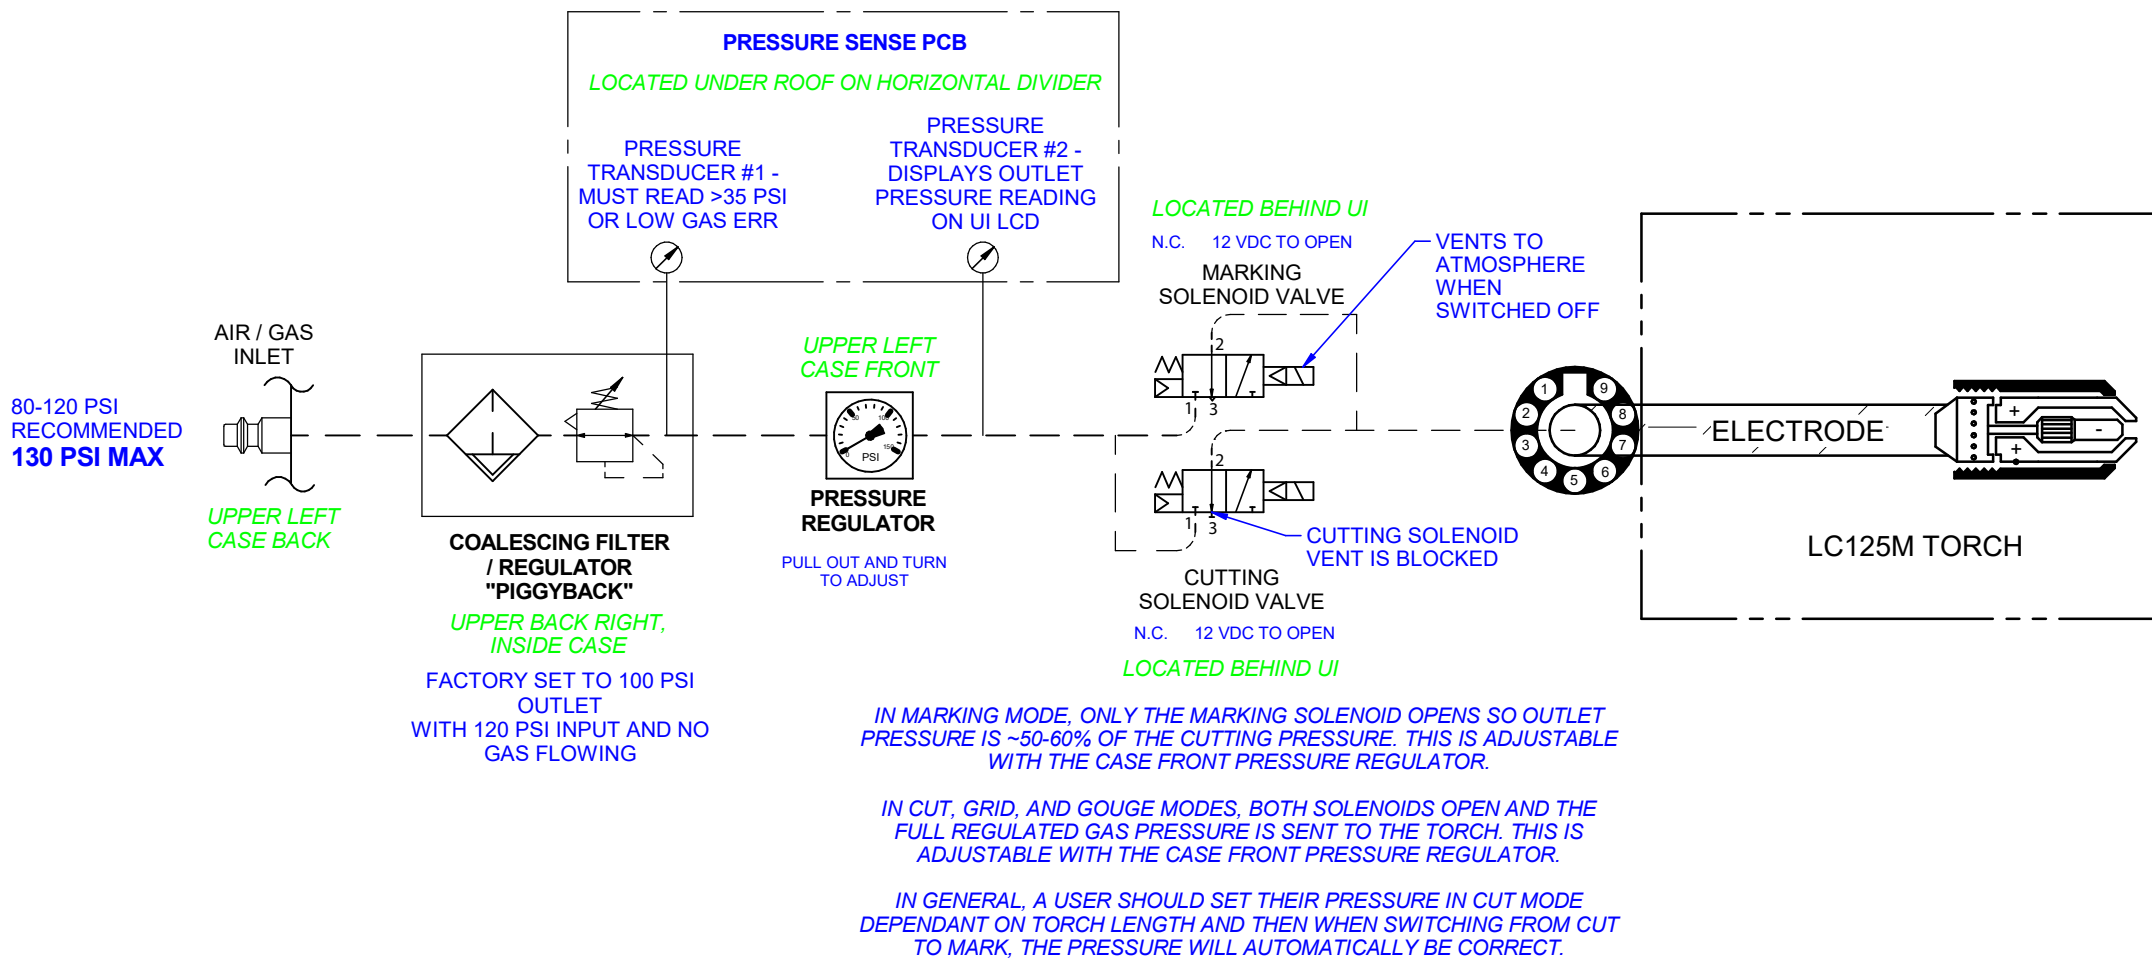 PRESSURE SENSE PCB
LOCATED UNDER ROOF ON HORIZONTAL DIVIDER
PRESSURE
TRANSDUCER #1 -
MUST READ >35 PSI
OR LOW GAS ERR
PRESSURE
TRANSDUCER #2 -
DISPLAYS OUTLET
PRESSURE READING
ON UI LCD
AIR / GAS
INLET
80-120 PSI
RECOMMENDED
130 PSI MAX
UPPER LEFT
CASE BACK
COALESCING FILTER
/ REGULATOR
"PIGGYBACK"
UPPER BACK RIGHT,
INSIDE CASE
FACTORY SET TO 100 PSI
OUTLET
WITH 120 PSI INPUT AND NO
GAS FLOWING
UPPER LEFT
CASE FRONT
0
50
100
150
PSI
PRESSURE
REGULATOR
PULL OUT AND TURN
TO ADJUST
LOCATED BEHIND UI
N.C. 12 VDC TO OPEN
MARKING
SOLENOID VALVE
2
1
3
VENTS TO
ATMOSPHERE
WHEN
SWITCHED OFF
2
1
3
CUTTING SOLENOID
VENT IS BLOCKED
CUTTING
SOLENOID VALVE
N.C. 12 VDC TO OPEN
LOCATED BEHIND UI
1
2
3
4
5
6
7
8
9
ELECTRODE
+
-
+
LC125M TORCH
IN MARKING MODE, ONLY THE MARKING SOLENOID OPENS SO OUTLET
PRESSURE IS ~50-60% OF THE CUTTING PRESSURE. THIS IS ADJUSTABLE
WITH THE CASE FRONT PRESSURE REGULATOR.
IN CUT, GRID, AND GOUGE MODES, BOTH SOLENOIDS OPEN AND THE
FULL REGULATED GAS PRESSURE IS SENT TO THE TORCH. THIS IS
ADJUSTABLE WITH THE CASE FRONT PRESSURE REGULATOR.
IN GENERAL, A USER SHOULD SET THEIR PRESSURE IN CUT MODE
DEPENDANT ON TORCH LENGTH AND THEN WHEN SWITCHING FROM CUT
TO MARK, THE PRESSURE WILL AUTOMATICALLY BE CORRECT.